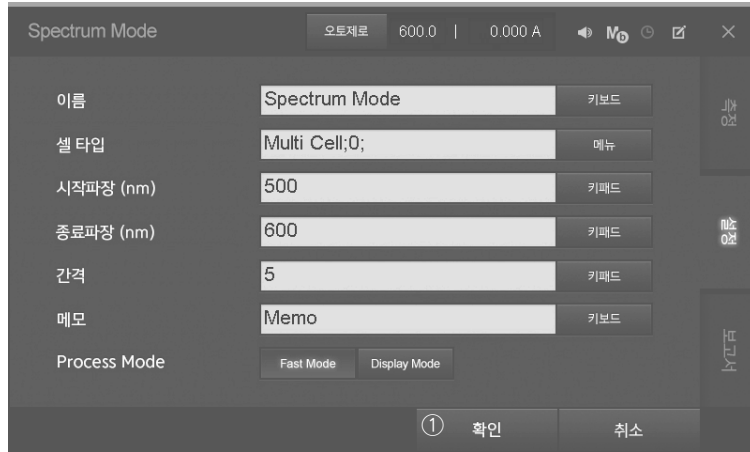 Spectrum Mode 오토제로 600.0 | 0.000 A
이름 Spectrum Mode 키보드
셀 타입 Multi Cell;0; 메뉴
시작파장 (nm) 500 키패드
종료파장 (nm) 600 키패드
간격 5 키패드
메모 Memo 키보드
Process Mode Fast Mode Display Mode
① 확인 취소
측정
설정
보고서